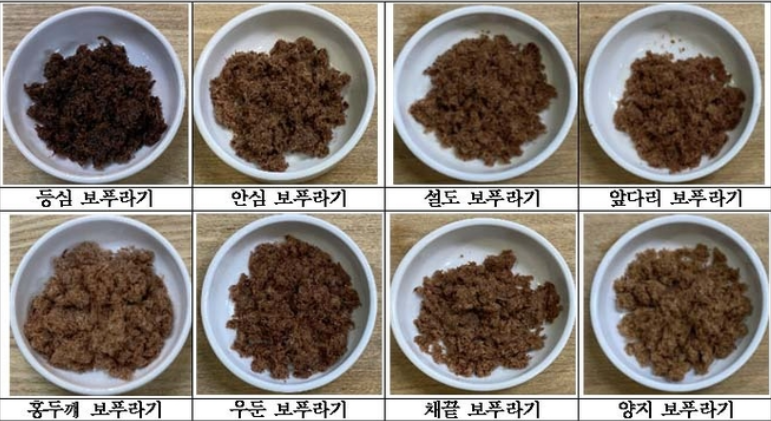 등심 보푸라기
안심 보푸라기
설도 보푸라기
앞다리 보푸라기
홍두깨 보푸라기
우둔 보푸라기
채끝 보푸라기
양지 보푸라기